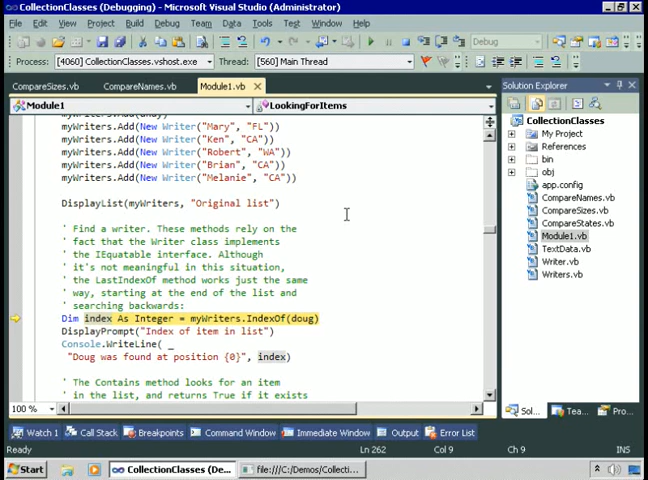 CollectionClasses (Debugging) - Microsoft Visual Studio (Administrator)
File Edit View Project Build Debug Team Data Tools Test Window Help
Debug
Process: [4060] CollectionClasses.vshost.exe Thread: [560] Main Thread
CompareSizes.vb CompareNames.vb Module1.vb
Module1 LookingForItems
myWriters.Add(New Writer("Mary", "FL")
myWriters.Add(New Writer("Ken", "CA"))
myWriters.Add(New Writer("Robert", "WA"))
myWriters.Add(New Writer("Brian", "CA"))
myWriters.Add(New Writer("Melanie", "CA"))
DisplayList(myWriters, "Original list")
' Find a writer. These methods rely on the
' fact that the Writer class implements
' the IEquatable interface. Although
' it's not meaningful in this situation,
' the LastIndexOf method works just the same
' way, starting at the end of the list and
' searching backwards:
Dim index As Integer = myWriters.IndexOf(doug)
DisplayPrompt("Index of item in list")
Console.WriteLine( _
"Doug was found at position {0}", index)
' The Contains method looks for an item
' in the list, and returns True if it exists
100 %
Solution Explorer
CollectionClasses
My Project
References
bin
obj
app.config
CompareNames.vb
CompareSizes.vb
CompareStates.vb
Module1.vb
TextData.vb
Writer.vb
Writers.vb
Sol... Tea... Pro...
Watch 1 Call Stack Breakpoints Command Window Immediate Window Output Error List
Ready Ln 262 Col 9 Ch 9 INS
Start CollectionClasses (De... file:///C:/Demos/Collecti...